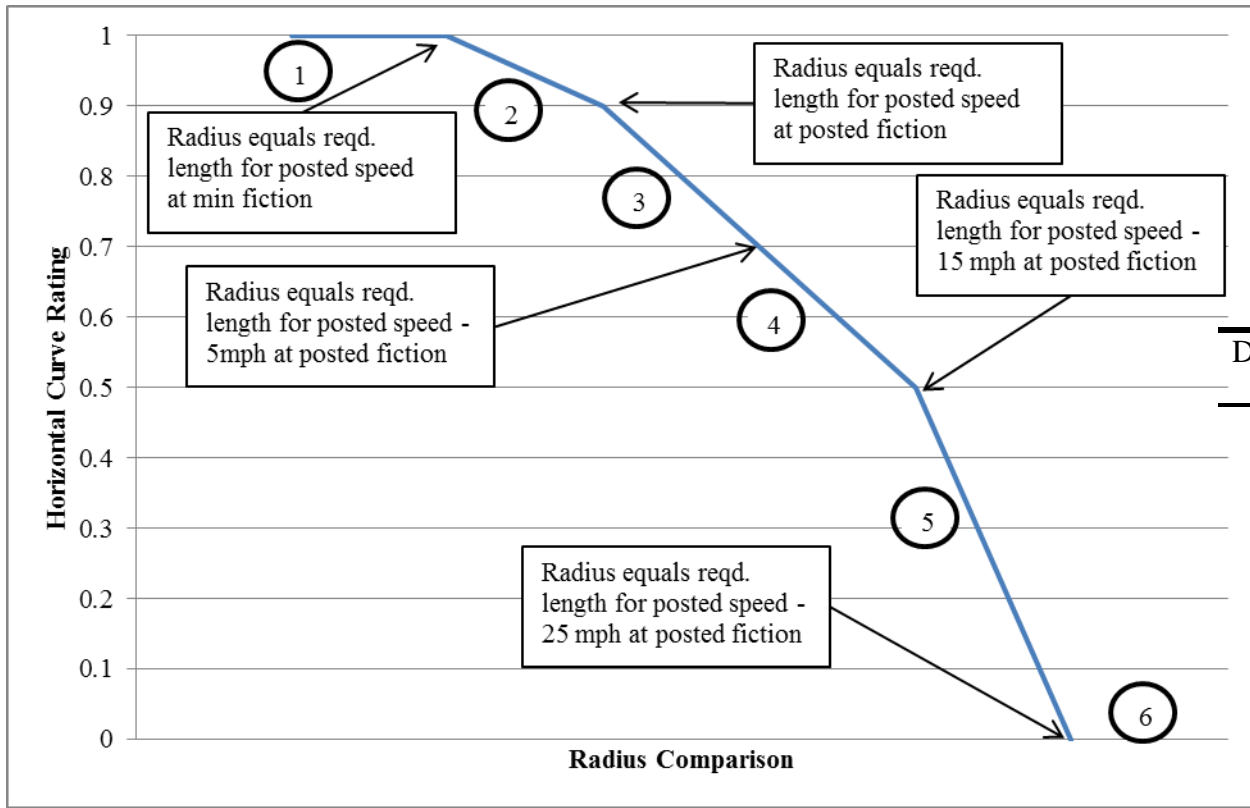 1
0.9
0.8
0.7
0.6
0.5
0.4
0.3
0.2
0.1
0
Horizontal Curve Rating
Radius Comparison
1
2
3
4
5
6
Radius equals reqd.
length for posted speed
at min fiction
Radius equals reqd.
length for posted speed
at posted fiction
Radius equals reqd.
length for posted speed -
5mph at posted fiction
Radius equals reqd.
length for posted speed -
15 mph at posted fiction
Radius equals reqd.
length for posted speed -
25 mph at posted fiction
D